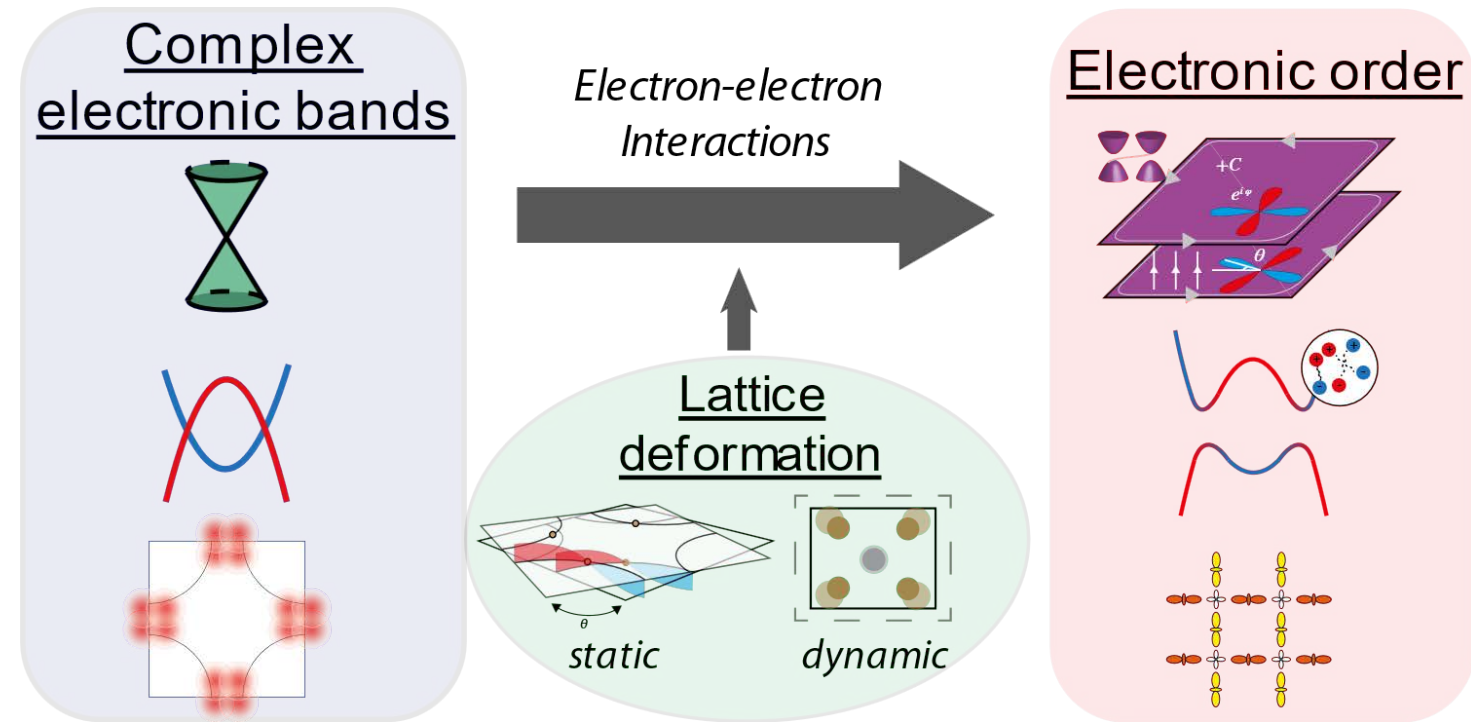 Complex
electronic bands
Electron-electron
Interactions
Lattice
deformation
θ
static
dynamic
Electronic order
+C
e^{iφ}
θ
+
+
+
-
-
-